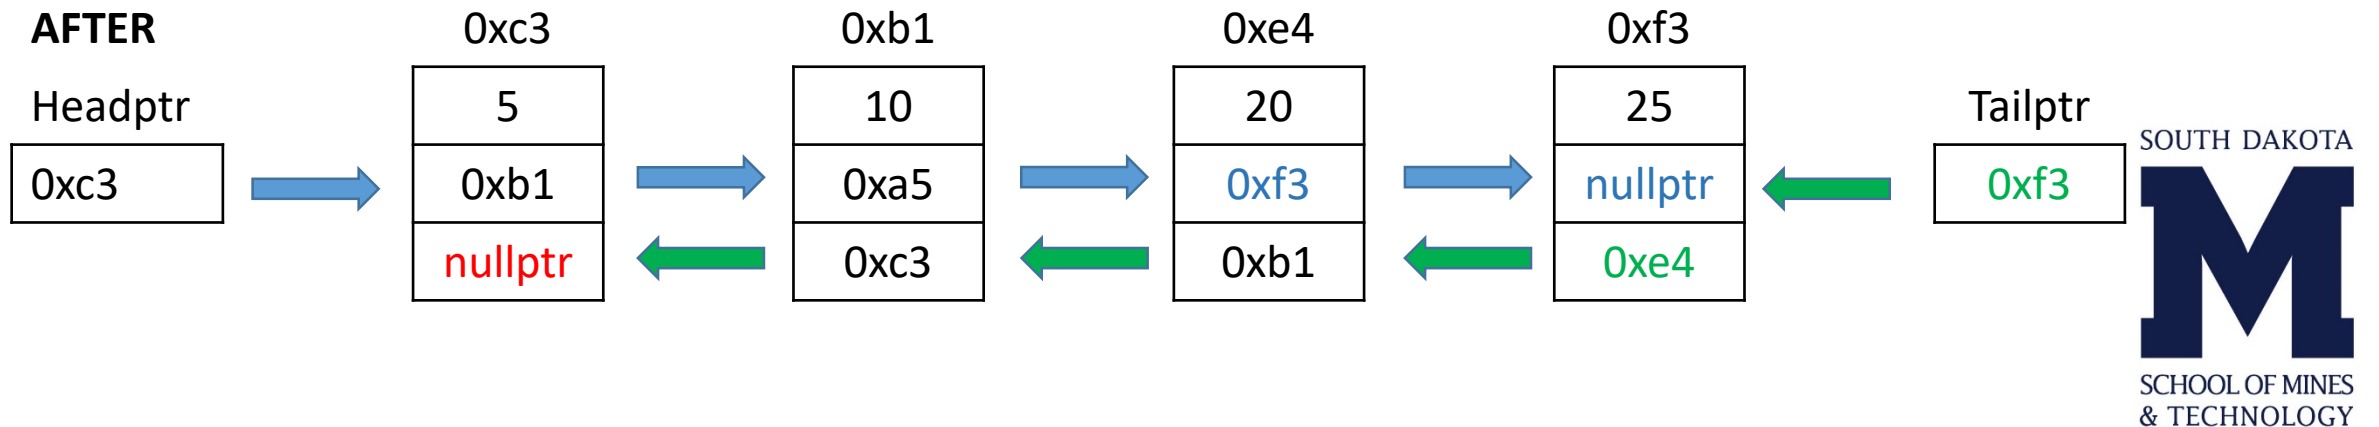 AFTER 0xc3 0xb1 0xe4 0xf3
Headptr 5 10 20 25 Tailptr
0xc3 0xb1 0xa5 0xf3 nullptr 0xf3
nullptr 0xc3 0xb1 0xe4
SOUTH DAKOTA
M
SCHOOL OF MINES
& TECHNOLOGY